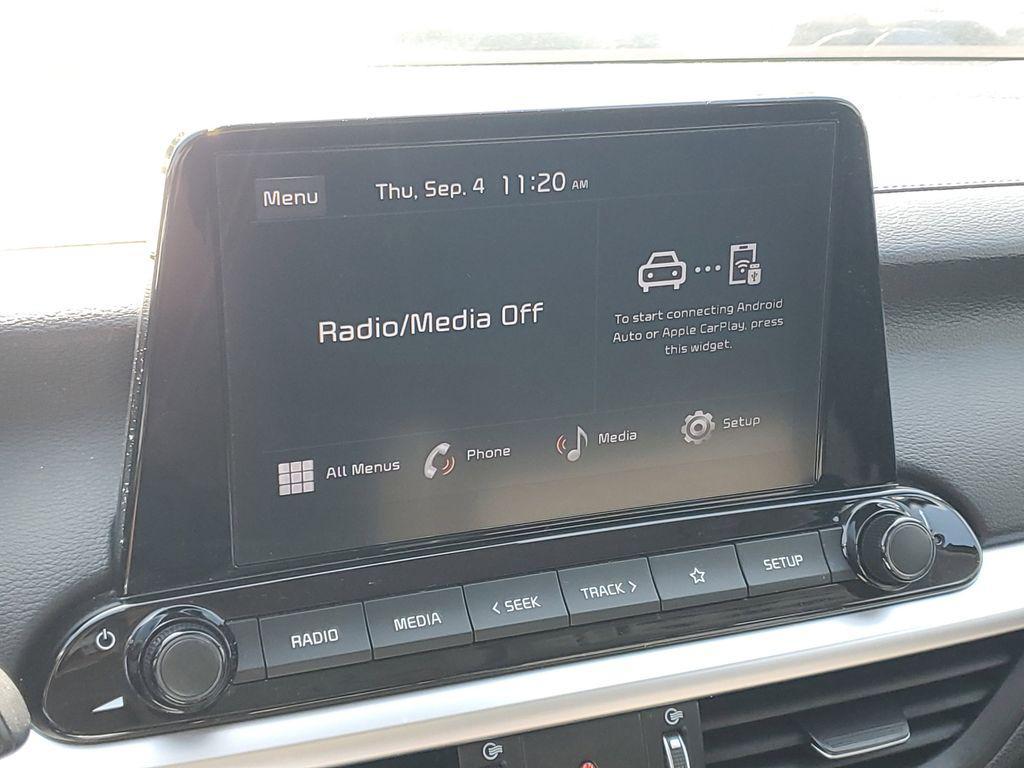 Menu
Thu, Sep. 4 11:20 AM
Radio/Media Off
To start connecting Android
Auto or Apple CarPlay, press
this widget.
All Menus
Phone
Media
Setup
RADIO
MEDIA
< SEEK
TRACK >
SETUP